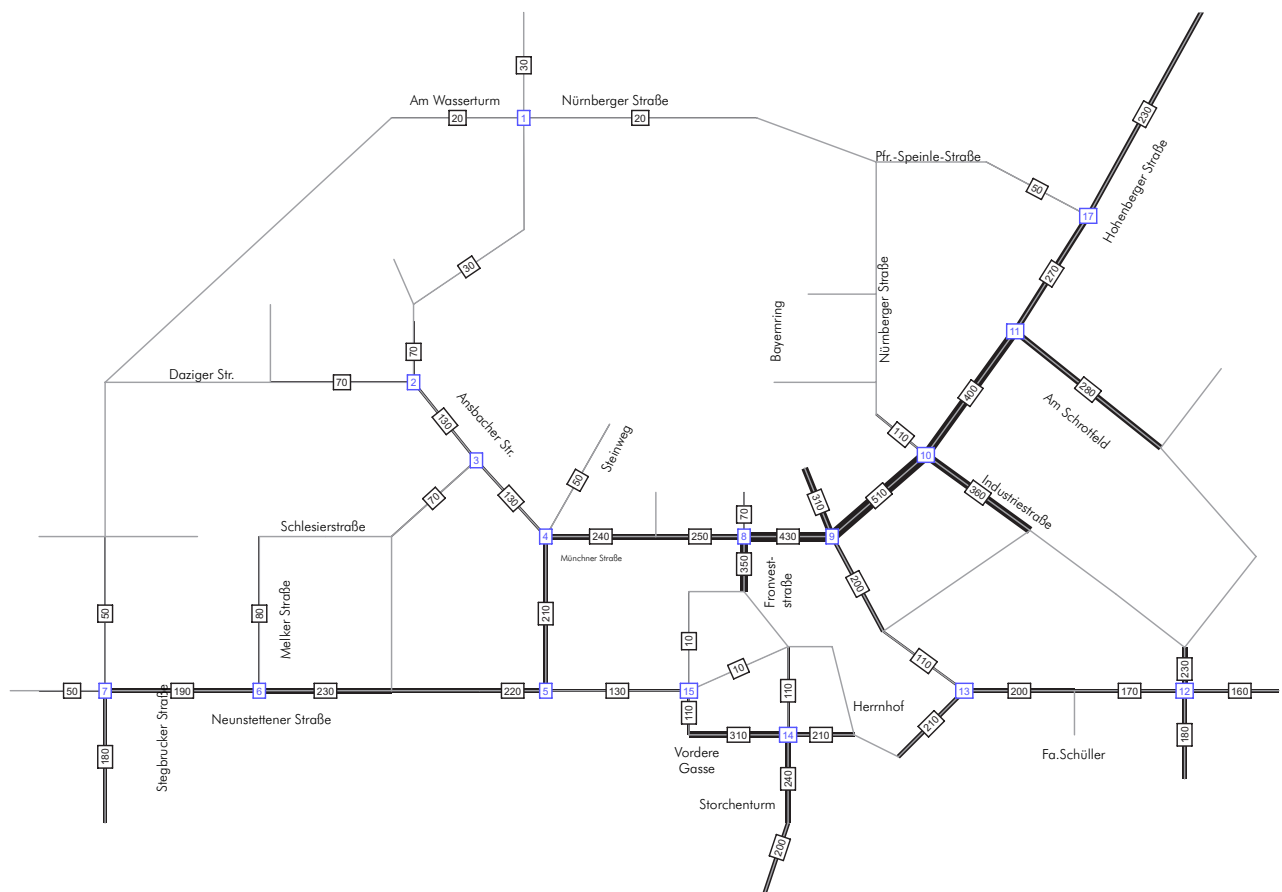 30
Am Wasserturm
Nürnberger Straße
20
1
20
Pfr.-Speinle-Straße
230
50
17
Hohenberger Straße
30
270
Nürnberger Straße
Bayernring
11
70
Daziger Str.
70
2
280
400
Am Schrotfeld
Ansbacher Str.
130
110
Steinweg
3
10
50
70
130
310
510
360
Industriestraße
70
Schlesierstraße
4
240
250
8
430
9
Münchner Straße
350
Fronvest-
straße
200
50
80
Melker Straße
210
10
10
110
230
50
7
190
6
230
220
5
130
15
110
13
200
170
12
160
Stegbrucker Straße
Neunstettener Straße
110
Herrnhof
210
310
14
210
180
180
Vordere
Gasse
Fa.Schüller
240
Storchenturm
200